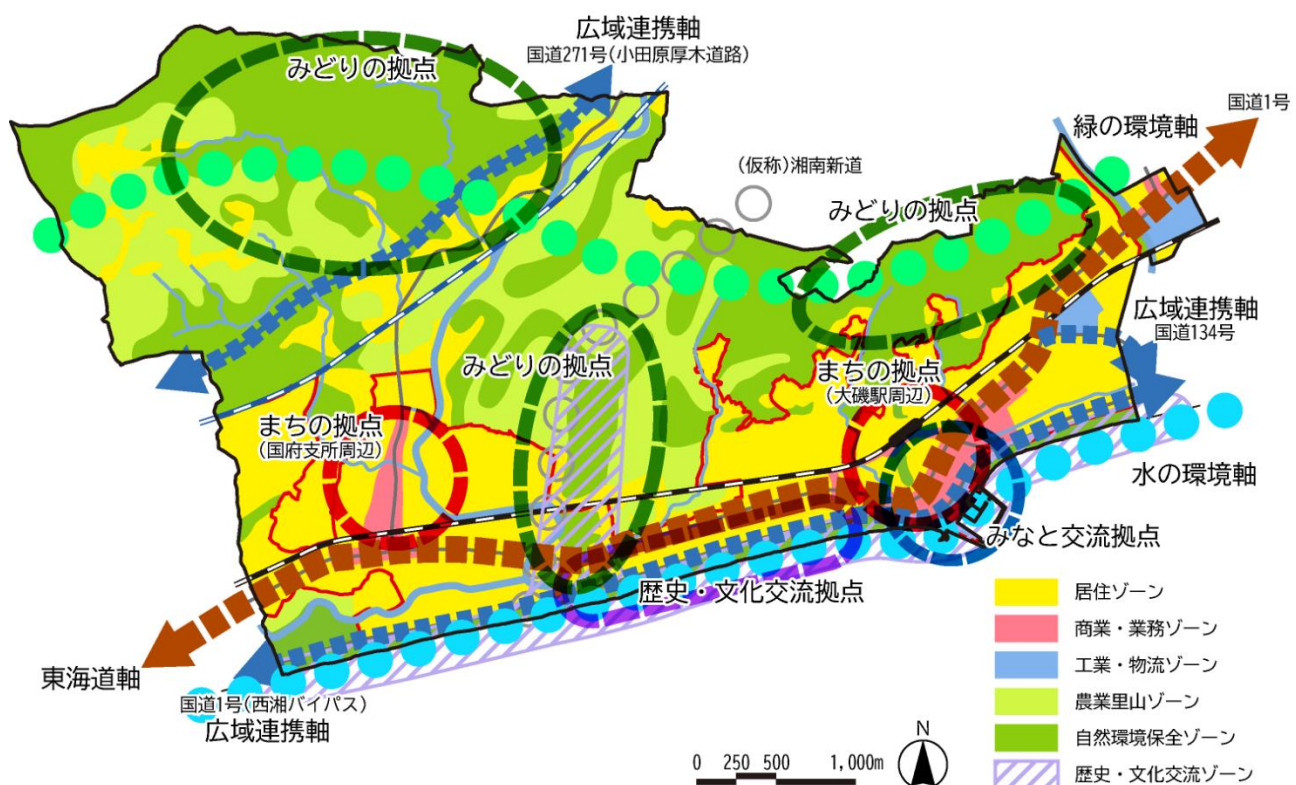 広域連携軸
国道271号(小田原厚木道路)
みどりの拠点
国道1号
緑の環境軸
(仮称)湘南新道
みどりの拠点
広域連携軸
国道134号
みどりの拠点
まちの拠点
(大磯駅周辺)
まちの拠点
(国府支所周辺)
水の環境軸
みなと交流拠点
歴史・文化交流拠点
東海道軸
国道1号(西湘バイパス)
広域連携軸
居住ゾーン
商業・業務ゾーン
工業・物流ゾーン
農業里山ゾーン
自然環境保全ゾーン
歴史・文化交流ゾーン
0 250 500 1,000m
N